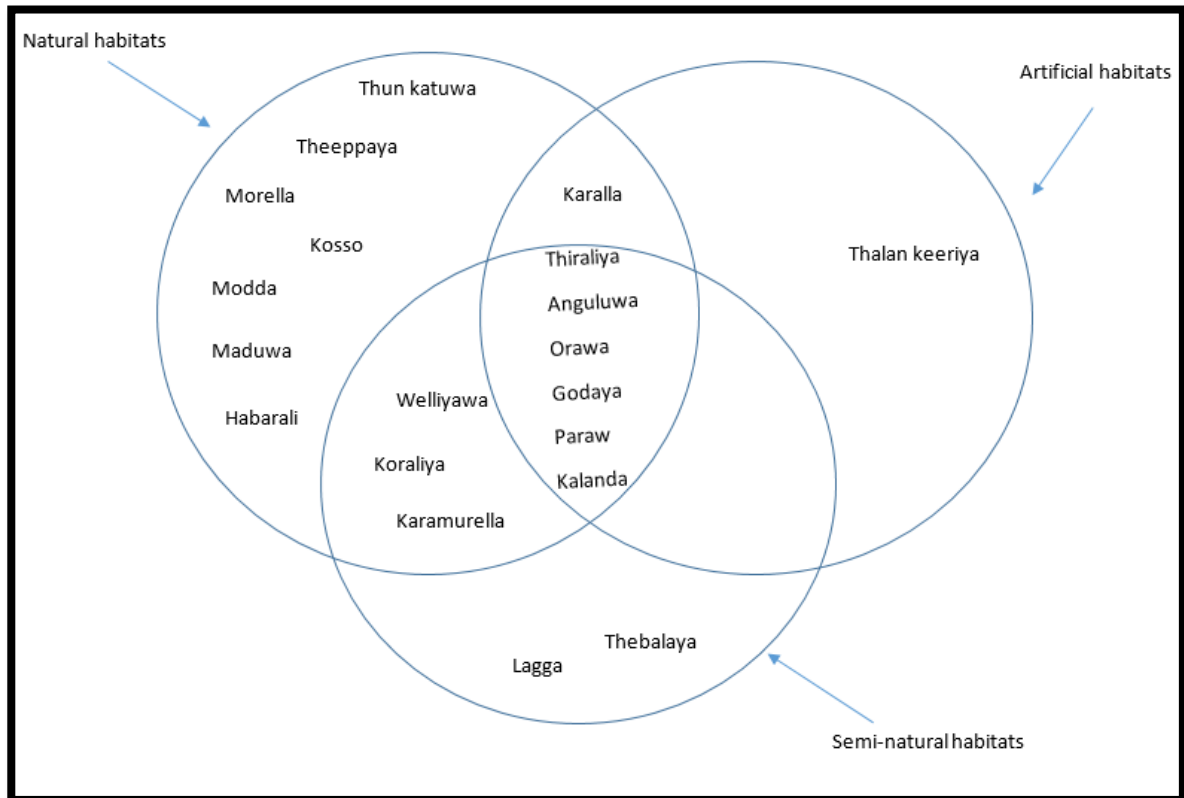 Natural habitats
Artificial habitats
Thun katuwa
Theeppaya
Morella
Karalla
Kosso
Thalan keeriya
Thiraliya
Modda
Anguluwa
Maduwa
Orawa
Welliyawa
Godaya
Habarali
Paraw
Koraliya
Kalanda
Karamurella
Thebalaya
Lagga
Semi-natural habitats